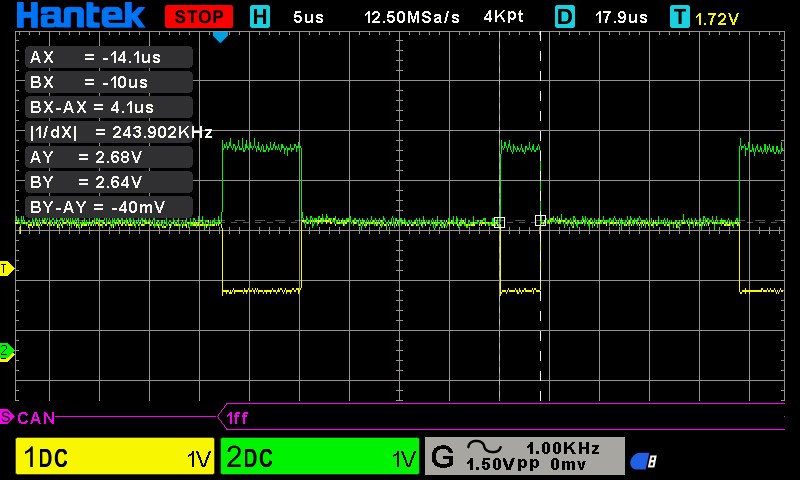 Hantek STOP H 5us 12.50MSa/s 4Kpt D 17.9us T 1.72V
AX = -14.1us
BX = -10us
BX-AX = 4.1us
|1/dX| = 243.902KHz
AY = 2.68V
BY = 2.64V
BY-AY = -40mV
T
2
S CAN 1ff
1DC 1V 2DC 1V G 1.00KHz
1.50Vpp 0mv